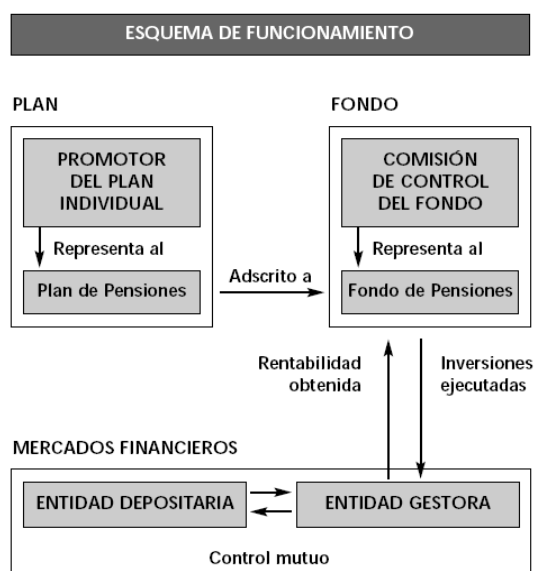 ESQUEMA DE FUNCIONAMIENTO
PLAN
PROMOTOR
DEL PLAN
INDIVIDUAL
Representa al
Plan de Pensiones
Adscrito a
FONDO
COMISIÓN
DE CONTROL
DEL FONDO
Representa al
Fondo de Pensiones
Rentabilidad
obtenida
Inversiones
ejecutadas
MERCADOS FINANCIEROS
ENTIDAD DEPOSITARIA
ENTIDAD GESTORA
Control mutuo